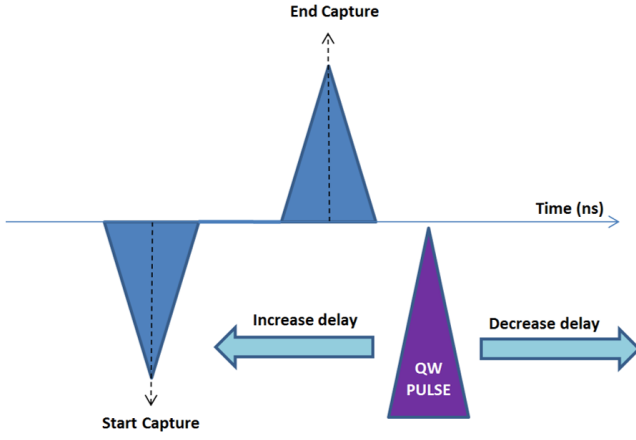 End Capture
Time (ns)
Increase delay
Decrease delay
QW
PULSE
Start Capture